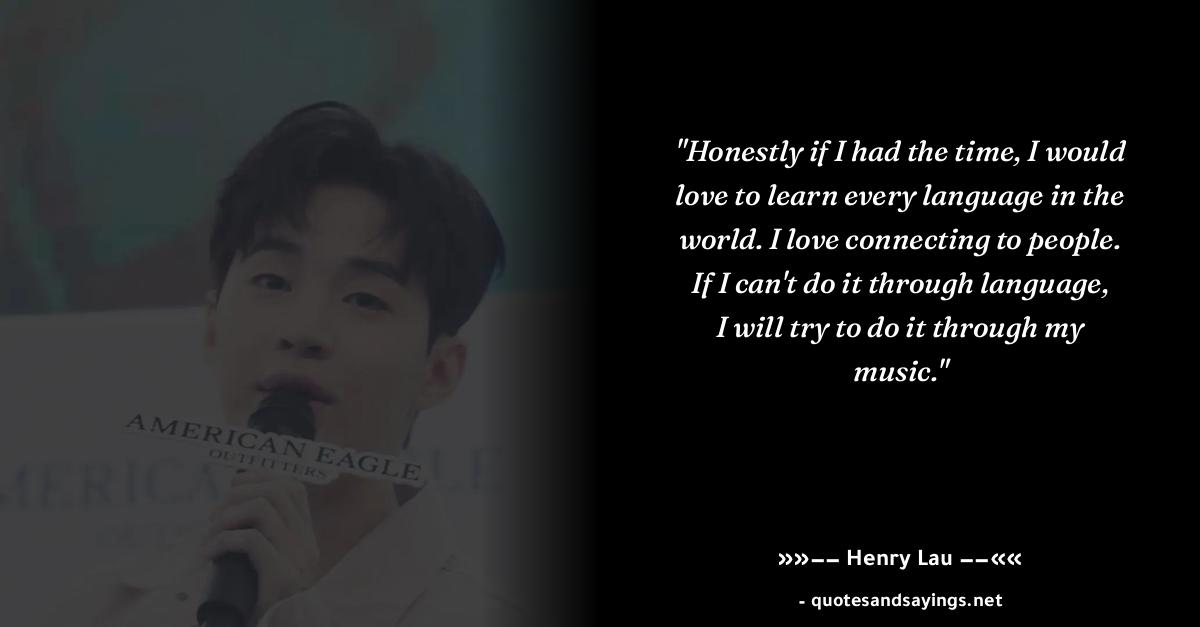 "Honestly if I had the time, I would
love to learn every language in the
world. I love connecting to people.
If I can't do it through language,
I will try to do it through my
music."
AMERICAN EAGLE
OUTFITTERS
»»−− Henry Lau −−««
- quotesandsayings.net